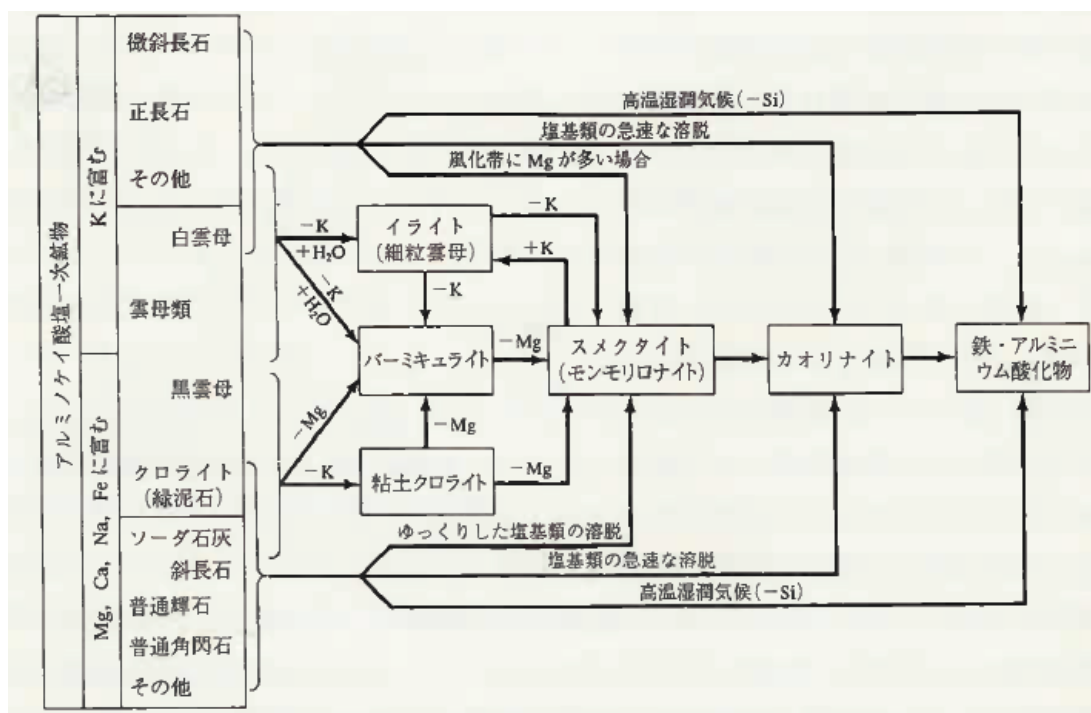 アルミノケイ酸塩一次鉱物
Kに富む
Mg, Ca, Na, Feに富む
微斜長石
正長石
その他
白雲母
雲母類
黒雲母
クロライト
(緑泥石)
ソーダ石灰
斜長石
普通輝石
普通角閃石
その他
高温湿潤気候(−Si)
塩基類の急速な溶脱
風化帯にMgが多い場合
−K
+H₂O
−K
+H₂O
イライト
(細粒雲母)
−K
+K
−K
バーミキュライト
−Mg
スメクタイト
(モンモリロナイト)
カオリナイト
鉄・アルミニ
ウム酸化物
−Mg
−Mg
−K
粘土クロライト
−Mg
ゆっくりした塩基類の溶脱
塩基類の急速な溶脱
高温湿潤気候(−Si)